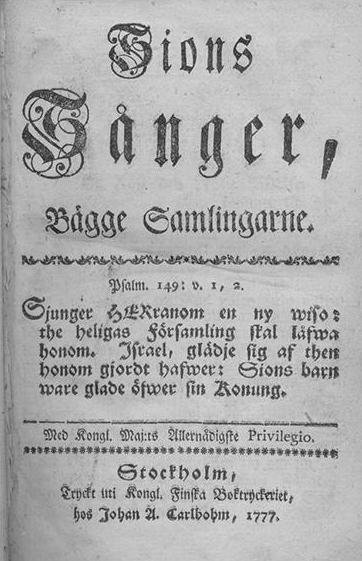 Sions
Sånger,
Bägge Samlingarne.
Psalm. 149: v. 1, 2.
Sjunger HERranom en ny wiso:
the heligas Församling skal låfwa
honom. Israel, glädje sig af then
honom giordt hafwer: Sions barn
ware glade öfwer sin Konung.
Med Kongl. Maj:ts Allernådigste Privilegio.
Stockholm,
Tryckt uti Kongl. Finska Boktryckeriet,
hos Johan A. Carlbohm, 1777.